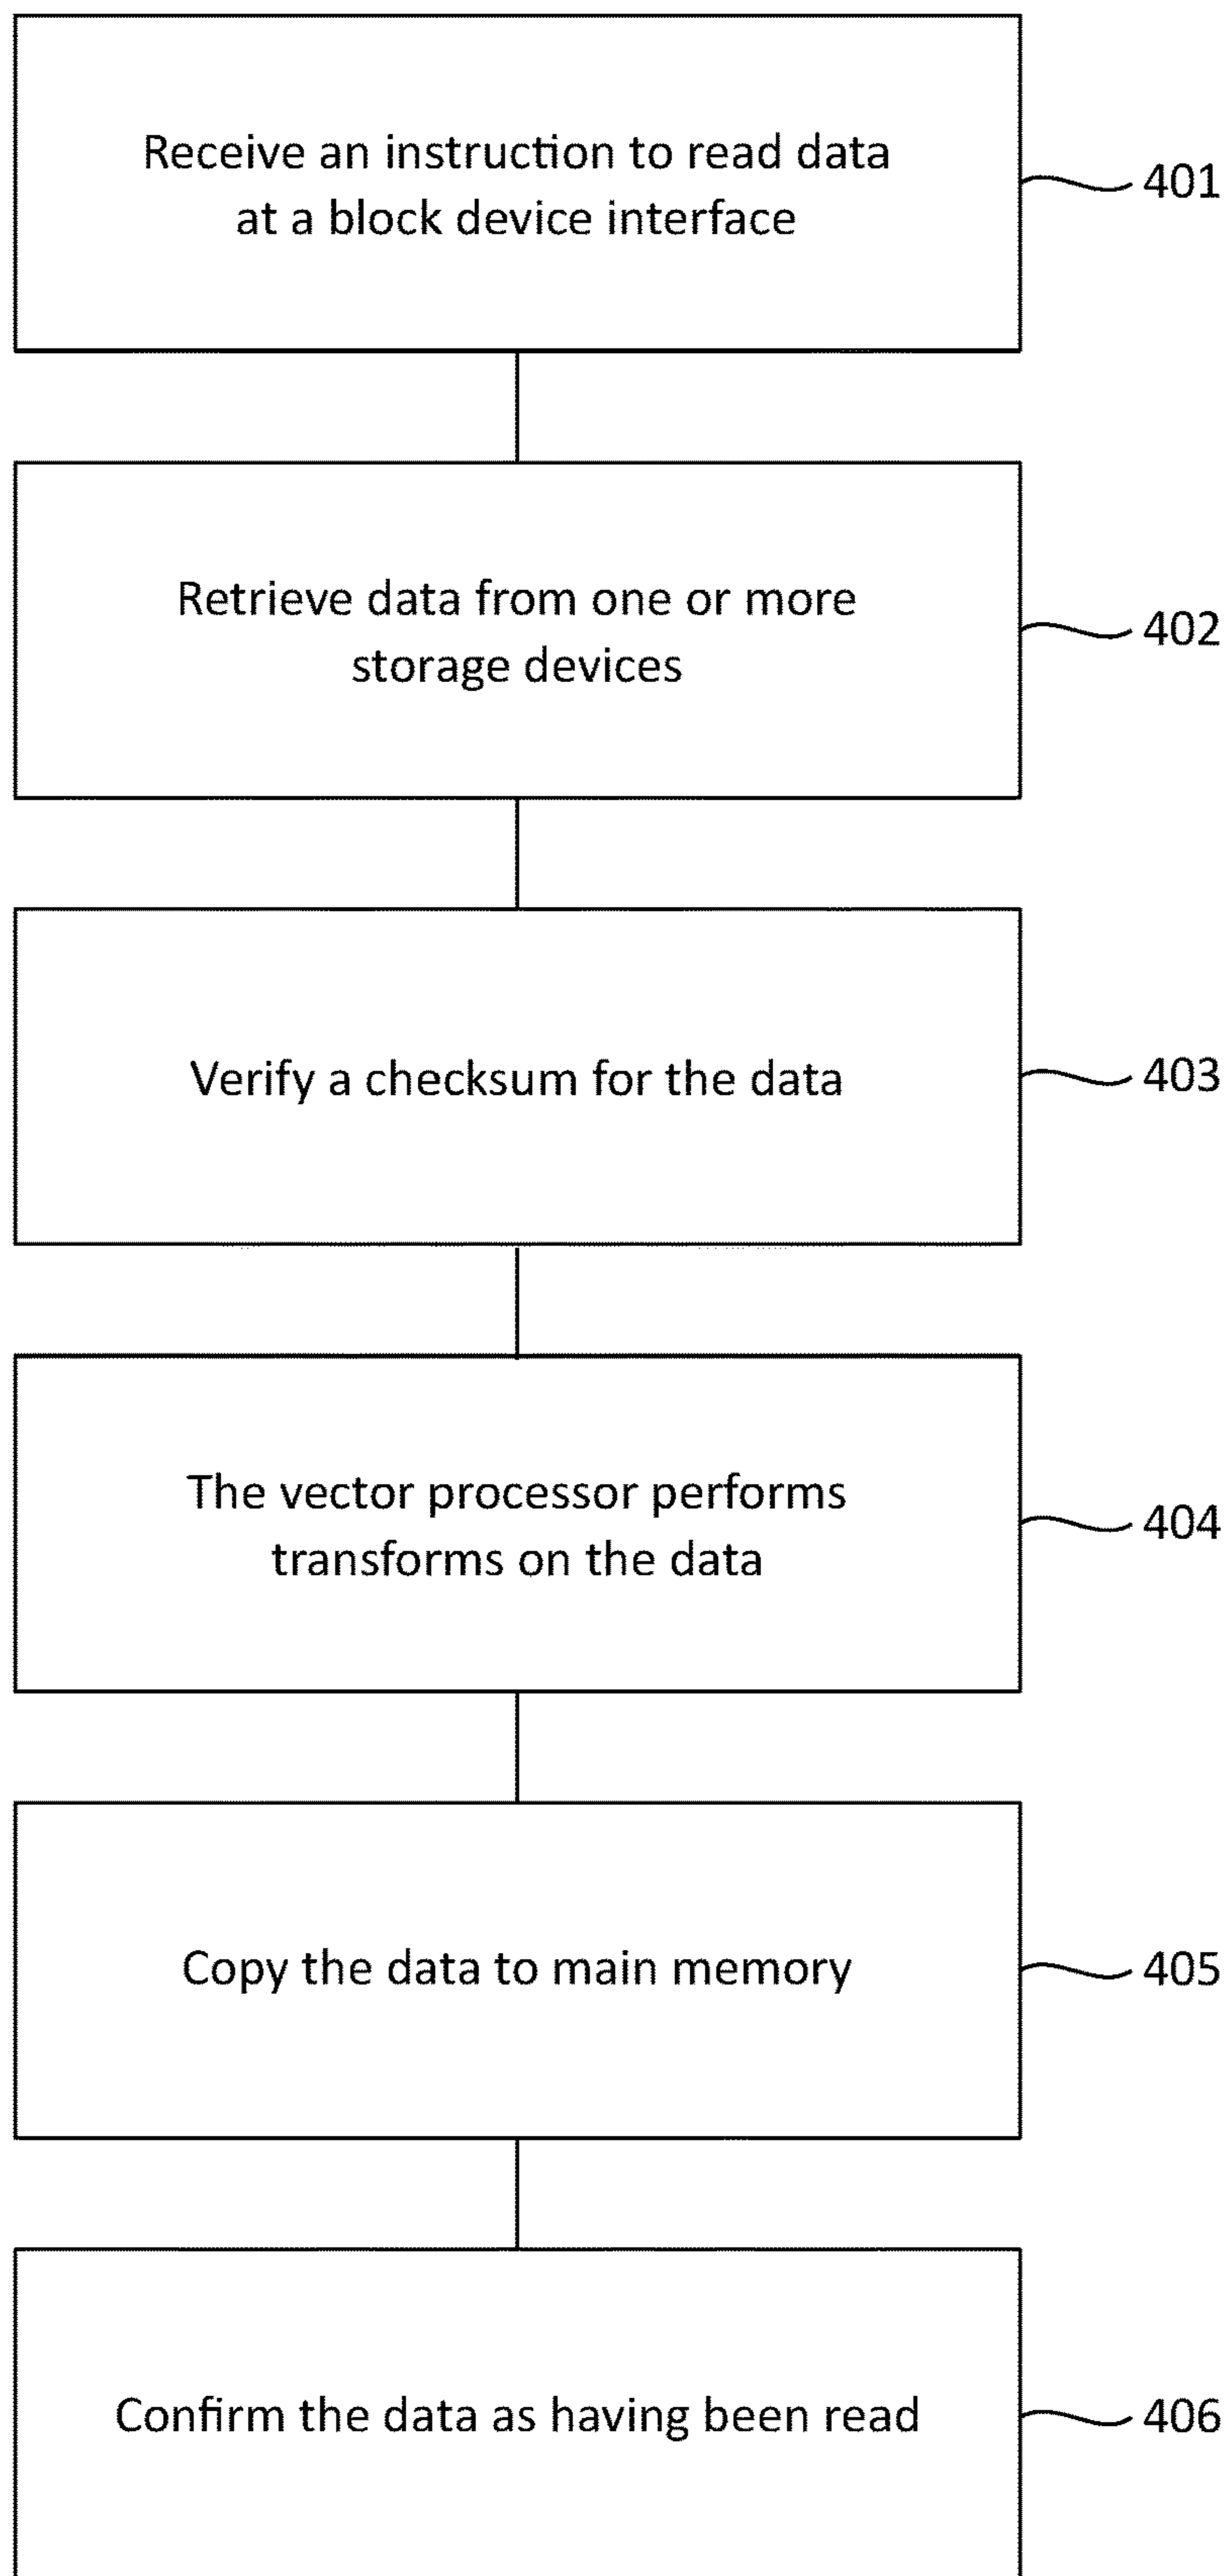 Receive an instruction to read data
at a block device interface
401
Retrieve data from one or more
storage devices
402
Verify a checksum for the data
403
The vector processor performs
transforms on the data
404
Copy the data to main memory
405
Confirm the data as having been read
406